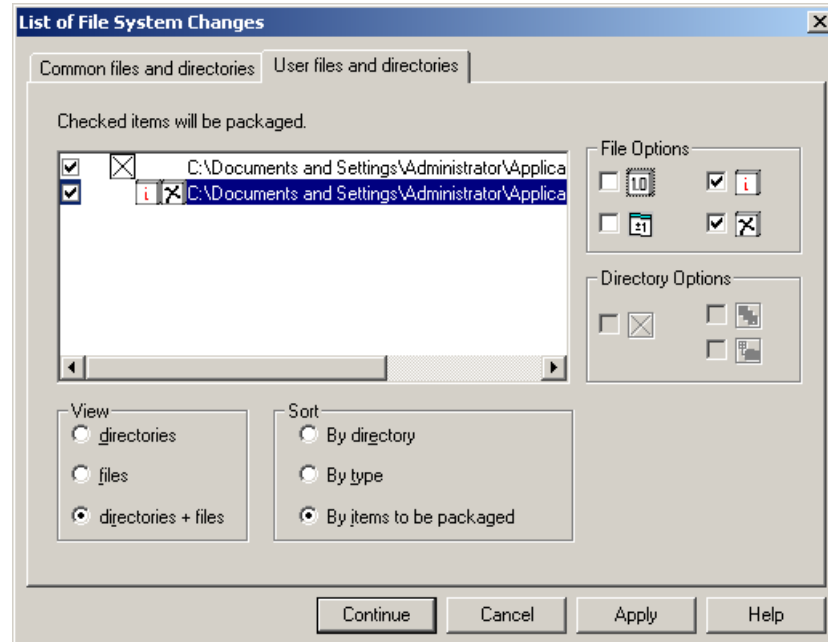 List of File System Changes
Common files and directories
User files and directories
Checked items will be packaged.
C:\Documents and Settings\Administrator\Applica
C:\Documents and Settings\Administrator\Applica
File Options
1.0
i
±1
Directory Options
View
directories
files
directories + files
Sort
By directory
By type
By items to be packaged
Continue
Cancel
Apply
Help